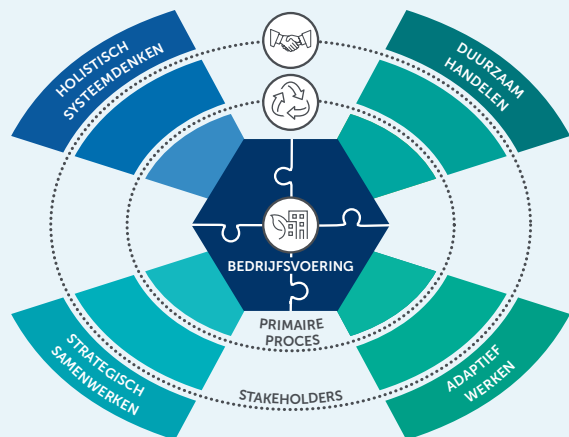 HOLISTISCH
SYSTEEMDENKEN
DUURZAAM
HANDELEN
BEDRIJFSVOERING
PRIMAIRE
PROCES
STAKEHOLDERS
STRATEGISCH
SAMENWERKEN
ADAPTIEF
WERKEN